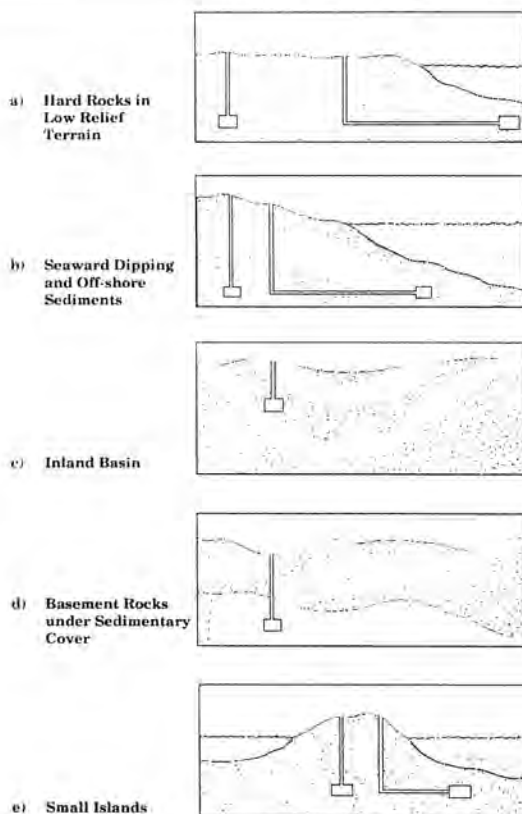 a) Hard Rocks in
Low Relief
Terrain
b) Seaward Dipping
and Off-shore
Sediments
c) Inland Basin
d) Basement Rocks
under Sedimentary
Cover
e) Small Islands